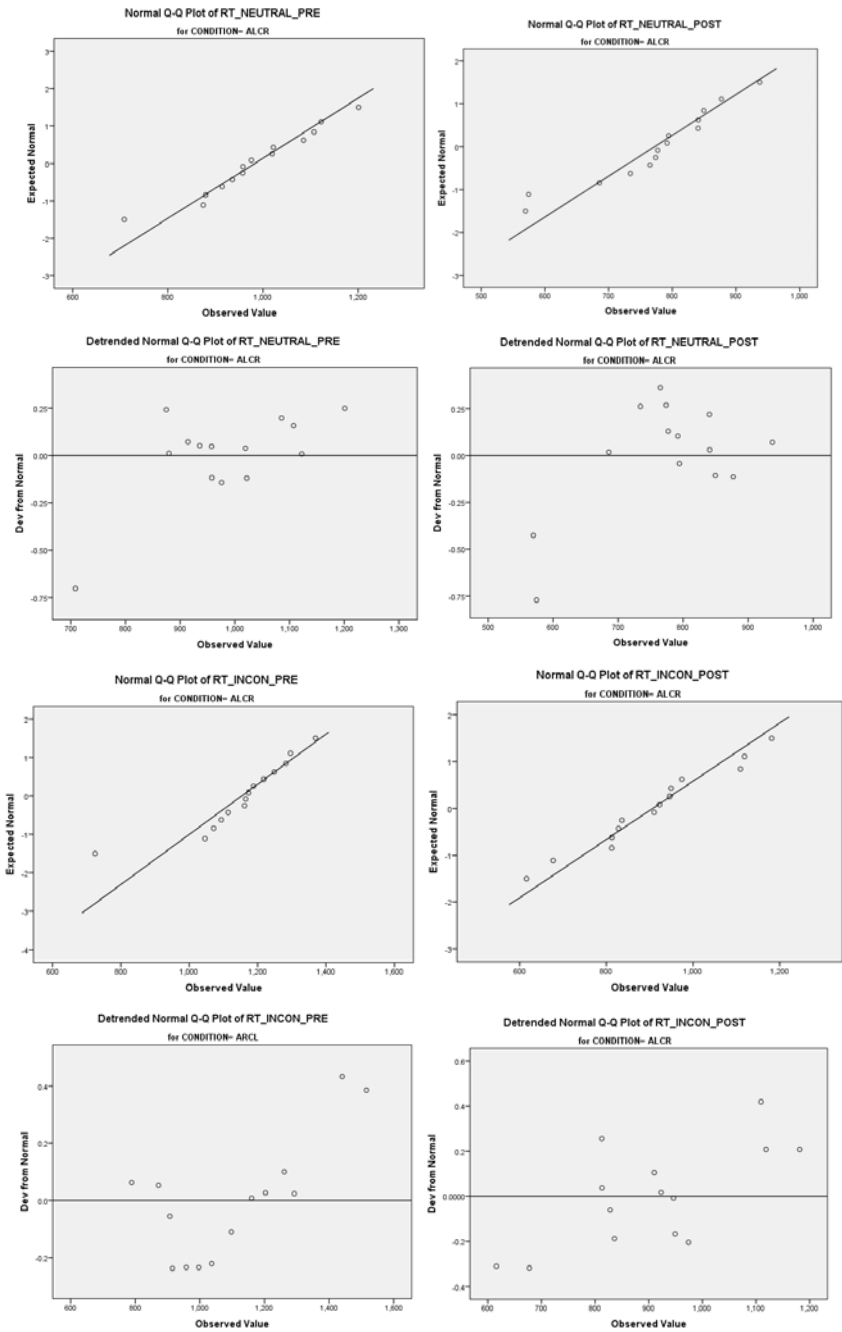 Normal Q-Q Plot of RT_NEUTRAL_PRE
for CONDITION= ALCR
3
2
1
0
-1
-2
-3
Expected Normal
600
800
1,000
1,200
Observed Value
Normal Q-Q Plot of RT_NEUTRAL_POST
for CONDITION= ALCR
2
1
0
-1
-2
-3
Expected Normal
500
600
700
800
900
1,000
Observed Value
Detrended Normal Q-Q Plot of RT_NEUTRAL_PRE
for CONDITION= ALCR
0.25
0.00
-0.25
-0.50
-0.75
Dev from Normal
700
800
900
1,000
1,100
1,200
1,300
Observed Value
Detrended Normal Q-Q Plot of RT_NEUTRAL_POST
for CONDITION= ALCR
0.25
0.00
-0.25
-0.50
-0.75
Dev from Normal
500
600
700
800
900
1,000
Observed Value
Normal Q-Q Plot of RT_INCON_PRE
for CONDITION= ALCR
2
1
0
-1
-2
-3
-4
Expected Normal
600
800
1,000
1,200
1,400
1,600
Observed Value
Normal Q-Q Plot of RT_INCON_POST
for CONDITION= ALCR
2
1
0
-1
-2
-3
Expected Normal
600
800
1,000
1,200
Observed Value
Detrended Normal Q-Q Plot of RT_INCON_PRE
for CONDITION= ARCL
0.4
0.2
0.0
-0.2
Dev from Normal
600
800
1,000
1,200
1,400
1,600
Observed Value
Detrended Normal Q-Q Plot of RT_INCON_POST
for CONDITION= ALCR
0.6
0.4
0.2
0.0000
-0.2
-0.4
Dev from Normal
600
700
800
900
1,000
1,100
1,200
Observed Value